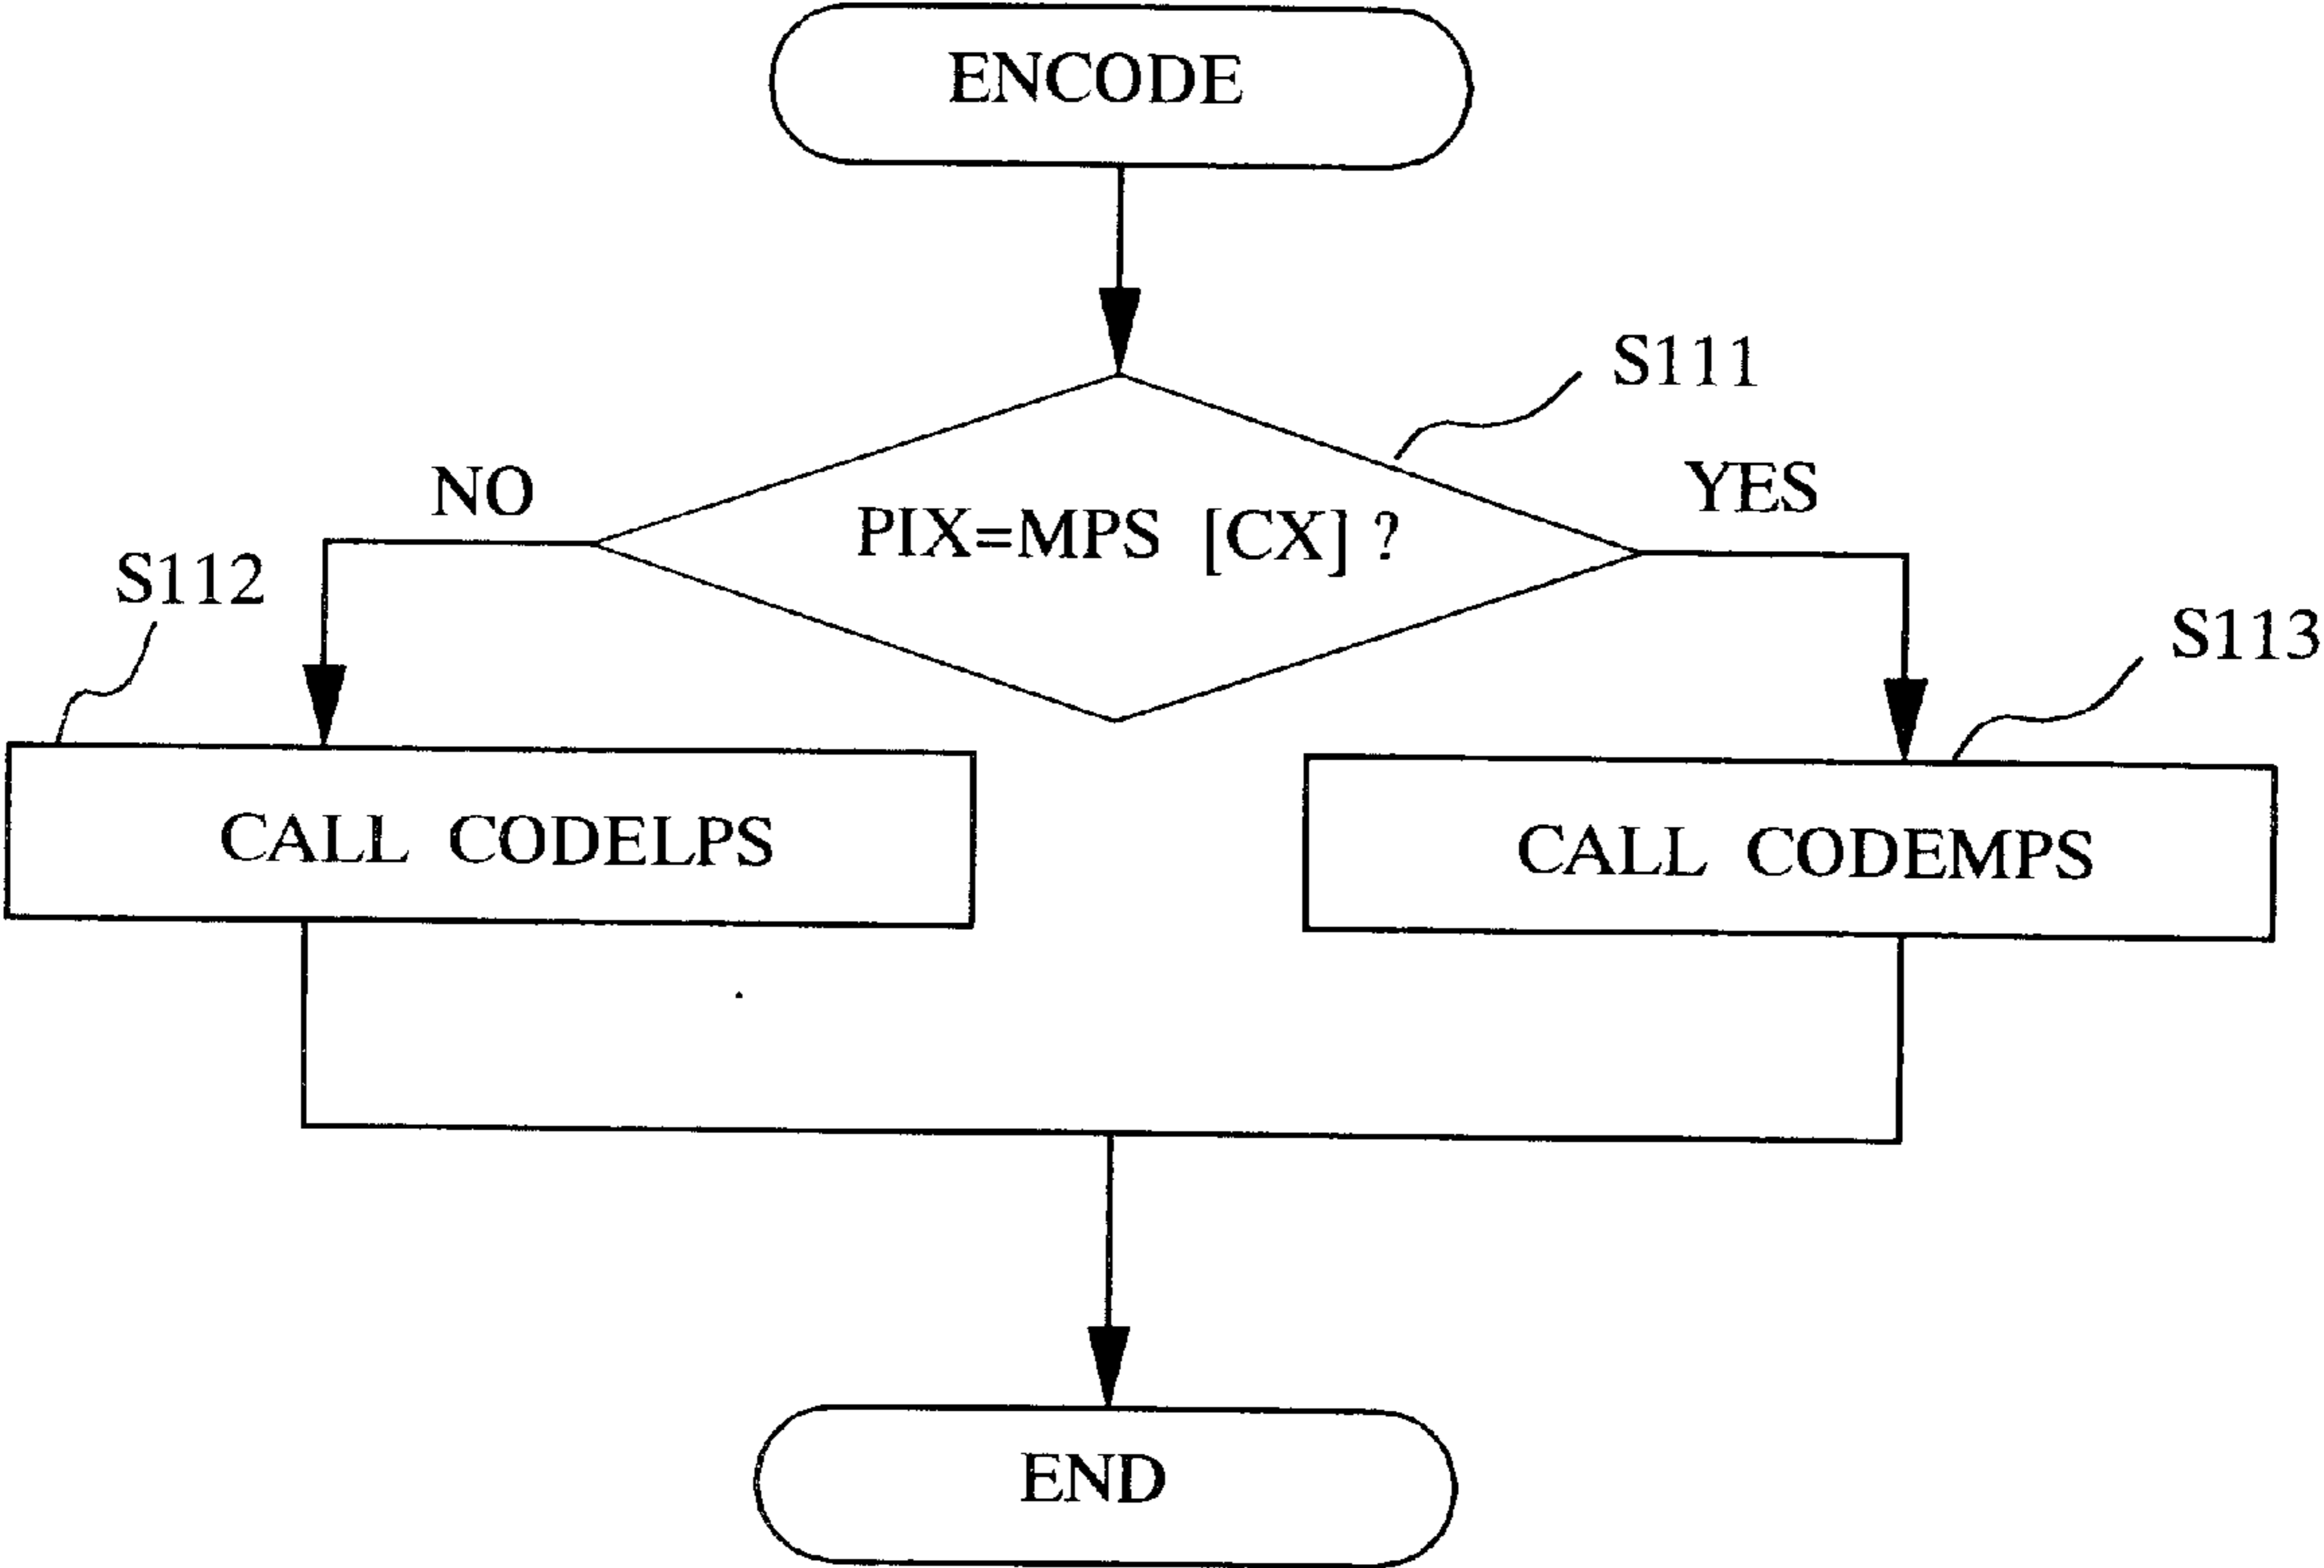 ENCODE
S111
NO
YES
PIX=MPS [CX] ?
S112
S113
CALL CODELPS
CALL CODEMPS
END